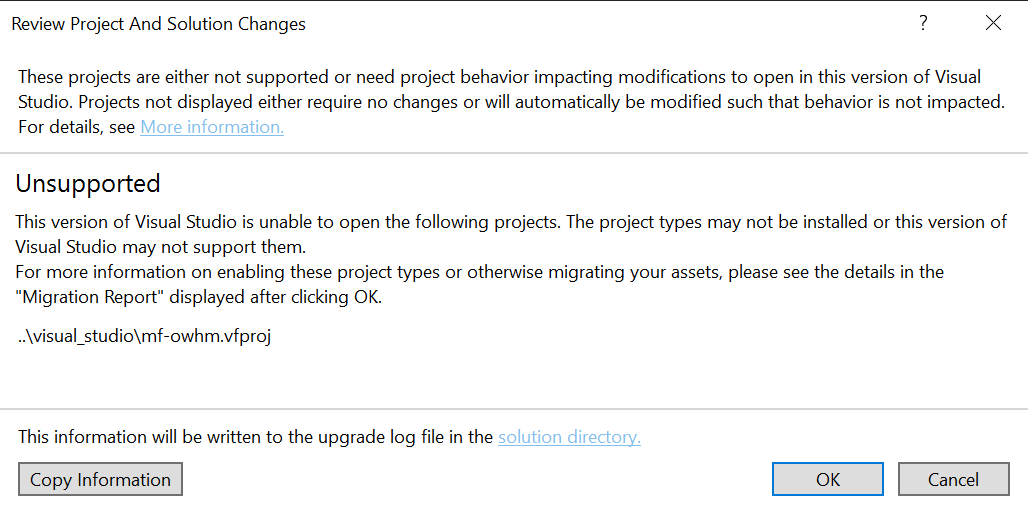 Review Project And Solution Changes
?
These projects are either not supported or need project behavior impacting modifications to open in this version of Visual
Studio. Projects not displayed either require no changes or will automatically be modified such that behavior is not impacted.
For details, see More information.
Unsupported
This version of Visual Studio is unable to open the following projects. The project types may not be installed or this version of
Visual Studio may not support them.
For more information on enabling these project types or otherwise migrating your assets, please see the details in the
"Migration Report" displayed after clicking OK.
..\visual_studio\mf-owhm.vfproj
This information will be written to the upgrade log file in the solution directory.
Copy Information
OK
Cancel